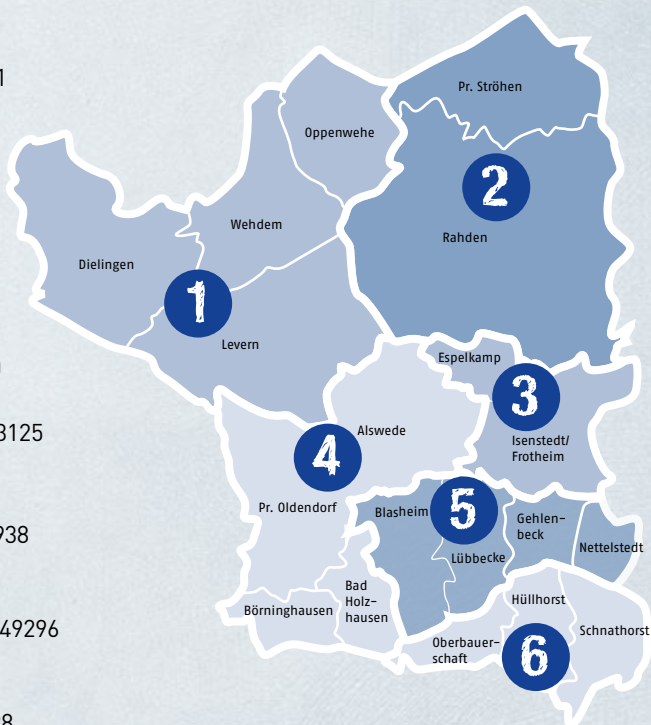 1
Pr. Ströhen
Oppenwehe
2
Wehdem
Rahden
Dielingen
1
Levern
Espelkamp
3
3125
Alswede
Isenstedt/
Frotheim
4
Pr. Oldendorf
Blasheim
5
Gehlen-
beck
938
Lübbecke
Nettelstedt
Bad
Holz-
hausen
Börninghausen
Hüllhorst
49296
Schnathorst
Oberbauer-
schaft
6